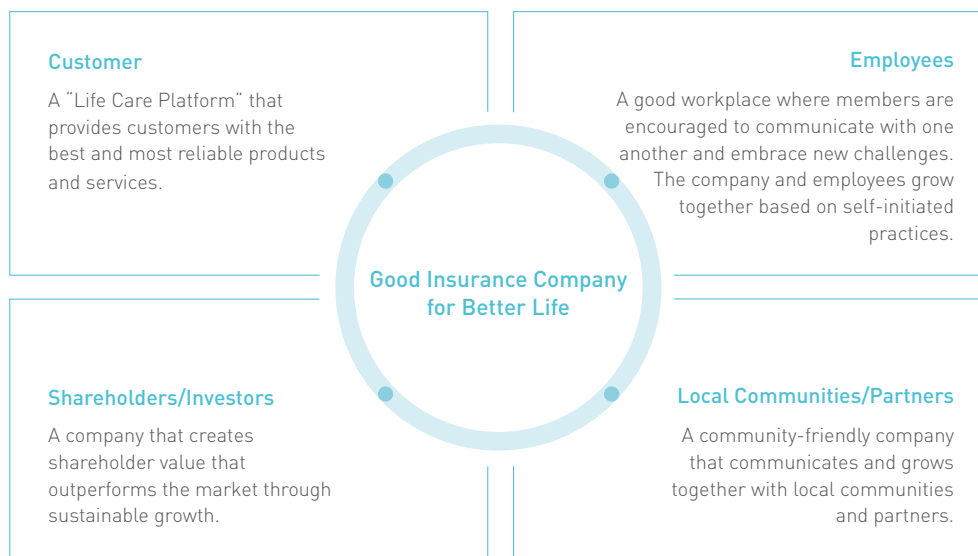 Customer
A “Life Care Platform” that
provides customers with the
best and most reliable products
and services.
Employees
A good workplace where members are
encouraged to communicate with one
another and embrace new challenges.
The company and employees grow
together based on self-initiated
practices.
Good Insurance Company
for Better Life
Shareholders/Investors
A company that creates
shareholder value that
outperforms the market through
sustainable growth.
Local Communities/Partners
A community-friendly company
that communicates and grows
together with local communities
and partners.